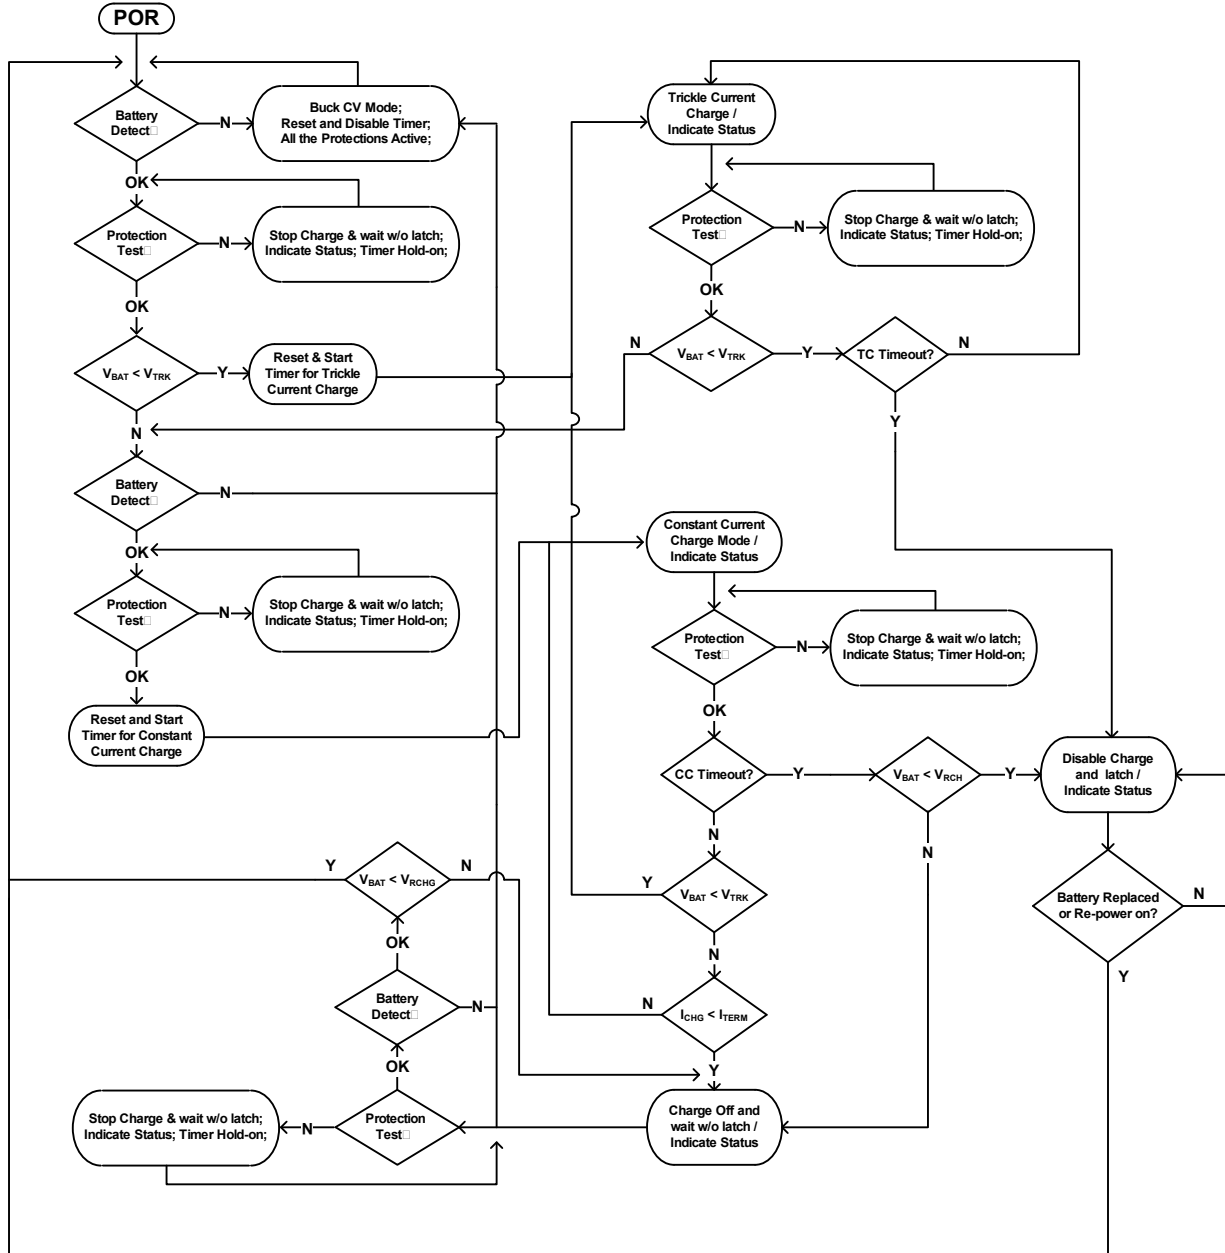 POR
Battery
Detect□
N
Buck CV Mode;
Reset and Disable Timer;
All the Protections Active;
OK
Protection
Test□
N
Stop Charge & wait w/o latch;
Indicate Status; Timer Hold-on;
OK
VBAT < VTRK
Y
Reset & Start
Timer for Trickle
Current Charge
N
Battery
Detect□
N
OK
Protection
Test□
N
Stop Charge & wait w/o latch;
Indicate Status; Timer Hold-on;
OK
Reset and Start
Timer for Constant
Current Charge
Trickle Current
Charge /
Indicate Status
Protection
Test□
N
Stop Charge & wait w/o latch;
Indicate Status; Timer Hold-on;
OK
N
VBAT < VTRK
Y
TC Timeout?
N
Y
Constant Current
Charge Mode /
Indicate Status
Protection
Test□
N
Stop Charge & wait w/o latch;
Indicate Status; Timer Hold-on;
OK
CC Timeout?
Y
VBAT < VRCH
Y
Disable Charge
and latch /
Indicate Status
N
N
Y
VBAT < VTRK
Battery Replaced
or Re-power on?
N
Y
N
N
ICHG < ITERM
Y
Charge Off and
wait w/o latch /
Indicate Status
Y
VBAT < VRCHG
N
OK
Battery
Detect□
N
OK
Protection
Test□
N
Stop Charge & wait w/o latch;
Indicate Status; Timer Hold-on;